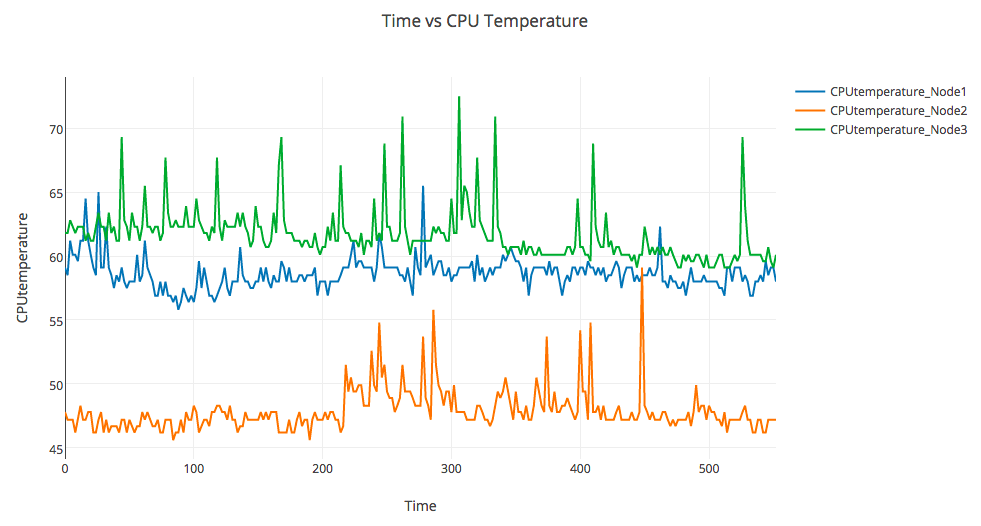 Time vs CPU Temperature
CPUtemperature_Node1
CPUtemperature_Node2
CPUtemperature_Node3
CPUtemperature
70
65
60
55
50
45
0 100 200 300 400 500
Time